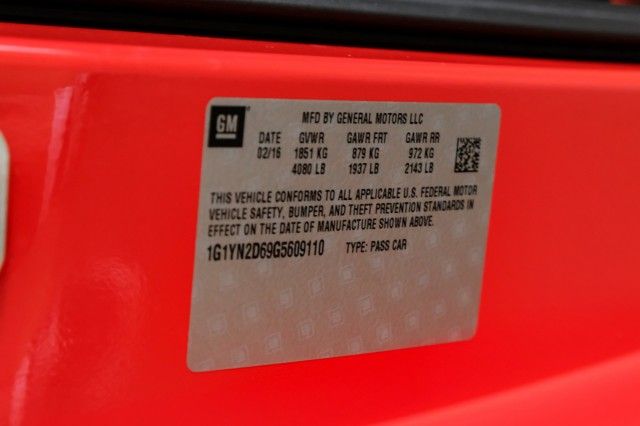 GM MFD BY GENERAL MOTORS LLC
DATE GVWR GAWR FRT GAWR RR
02/16 1851 KG 879 KG 972 KG
4080 LB 1937 LB 2143 LB
THIS VEHICLE CONFORMS TO ALL APPLICABLE U.S. FEDERAL MOTOR
VEHICLE SAFETY, BUMPER, AND THEFT PREVENTION STANDARDS IN
EFFECT ON THE DATE OF MANUFACTURE SHOWN ABOVE.
1G1YN2D69G5609110 TYPE: PASS CAR